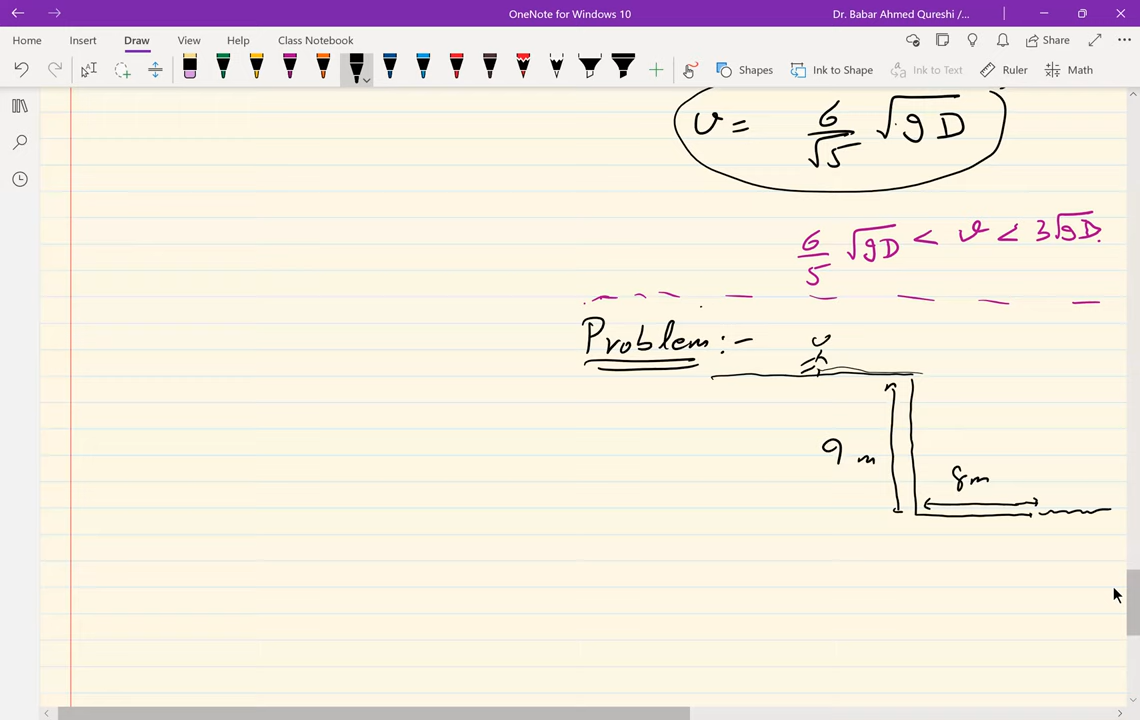 OneNote for Windows 10
Dr. Babar Ahmed Qureshi /...
Home Insert Draw View Help Class Notebook
Share
Shapes Ink to Shape Ink to Text Ruler Math
v = 6/√5 √gD
6/5 √gD < v < 3√gD.
Problem :-
v
9 m
8m